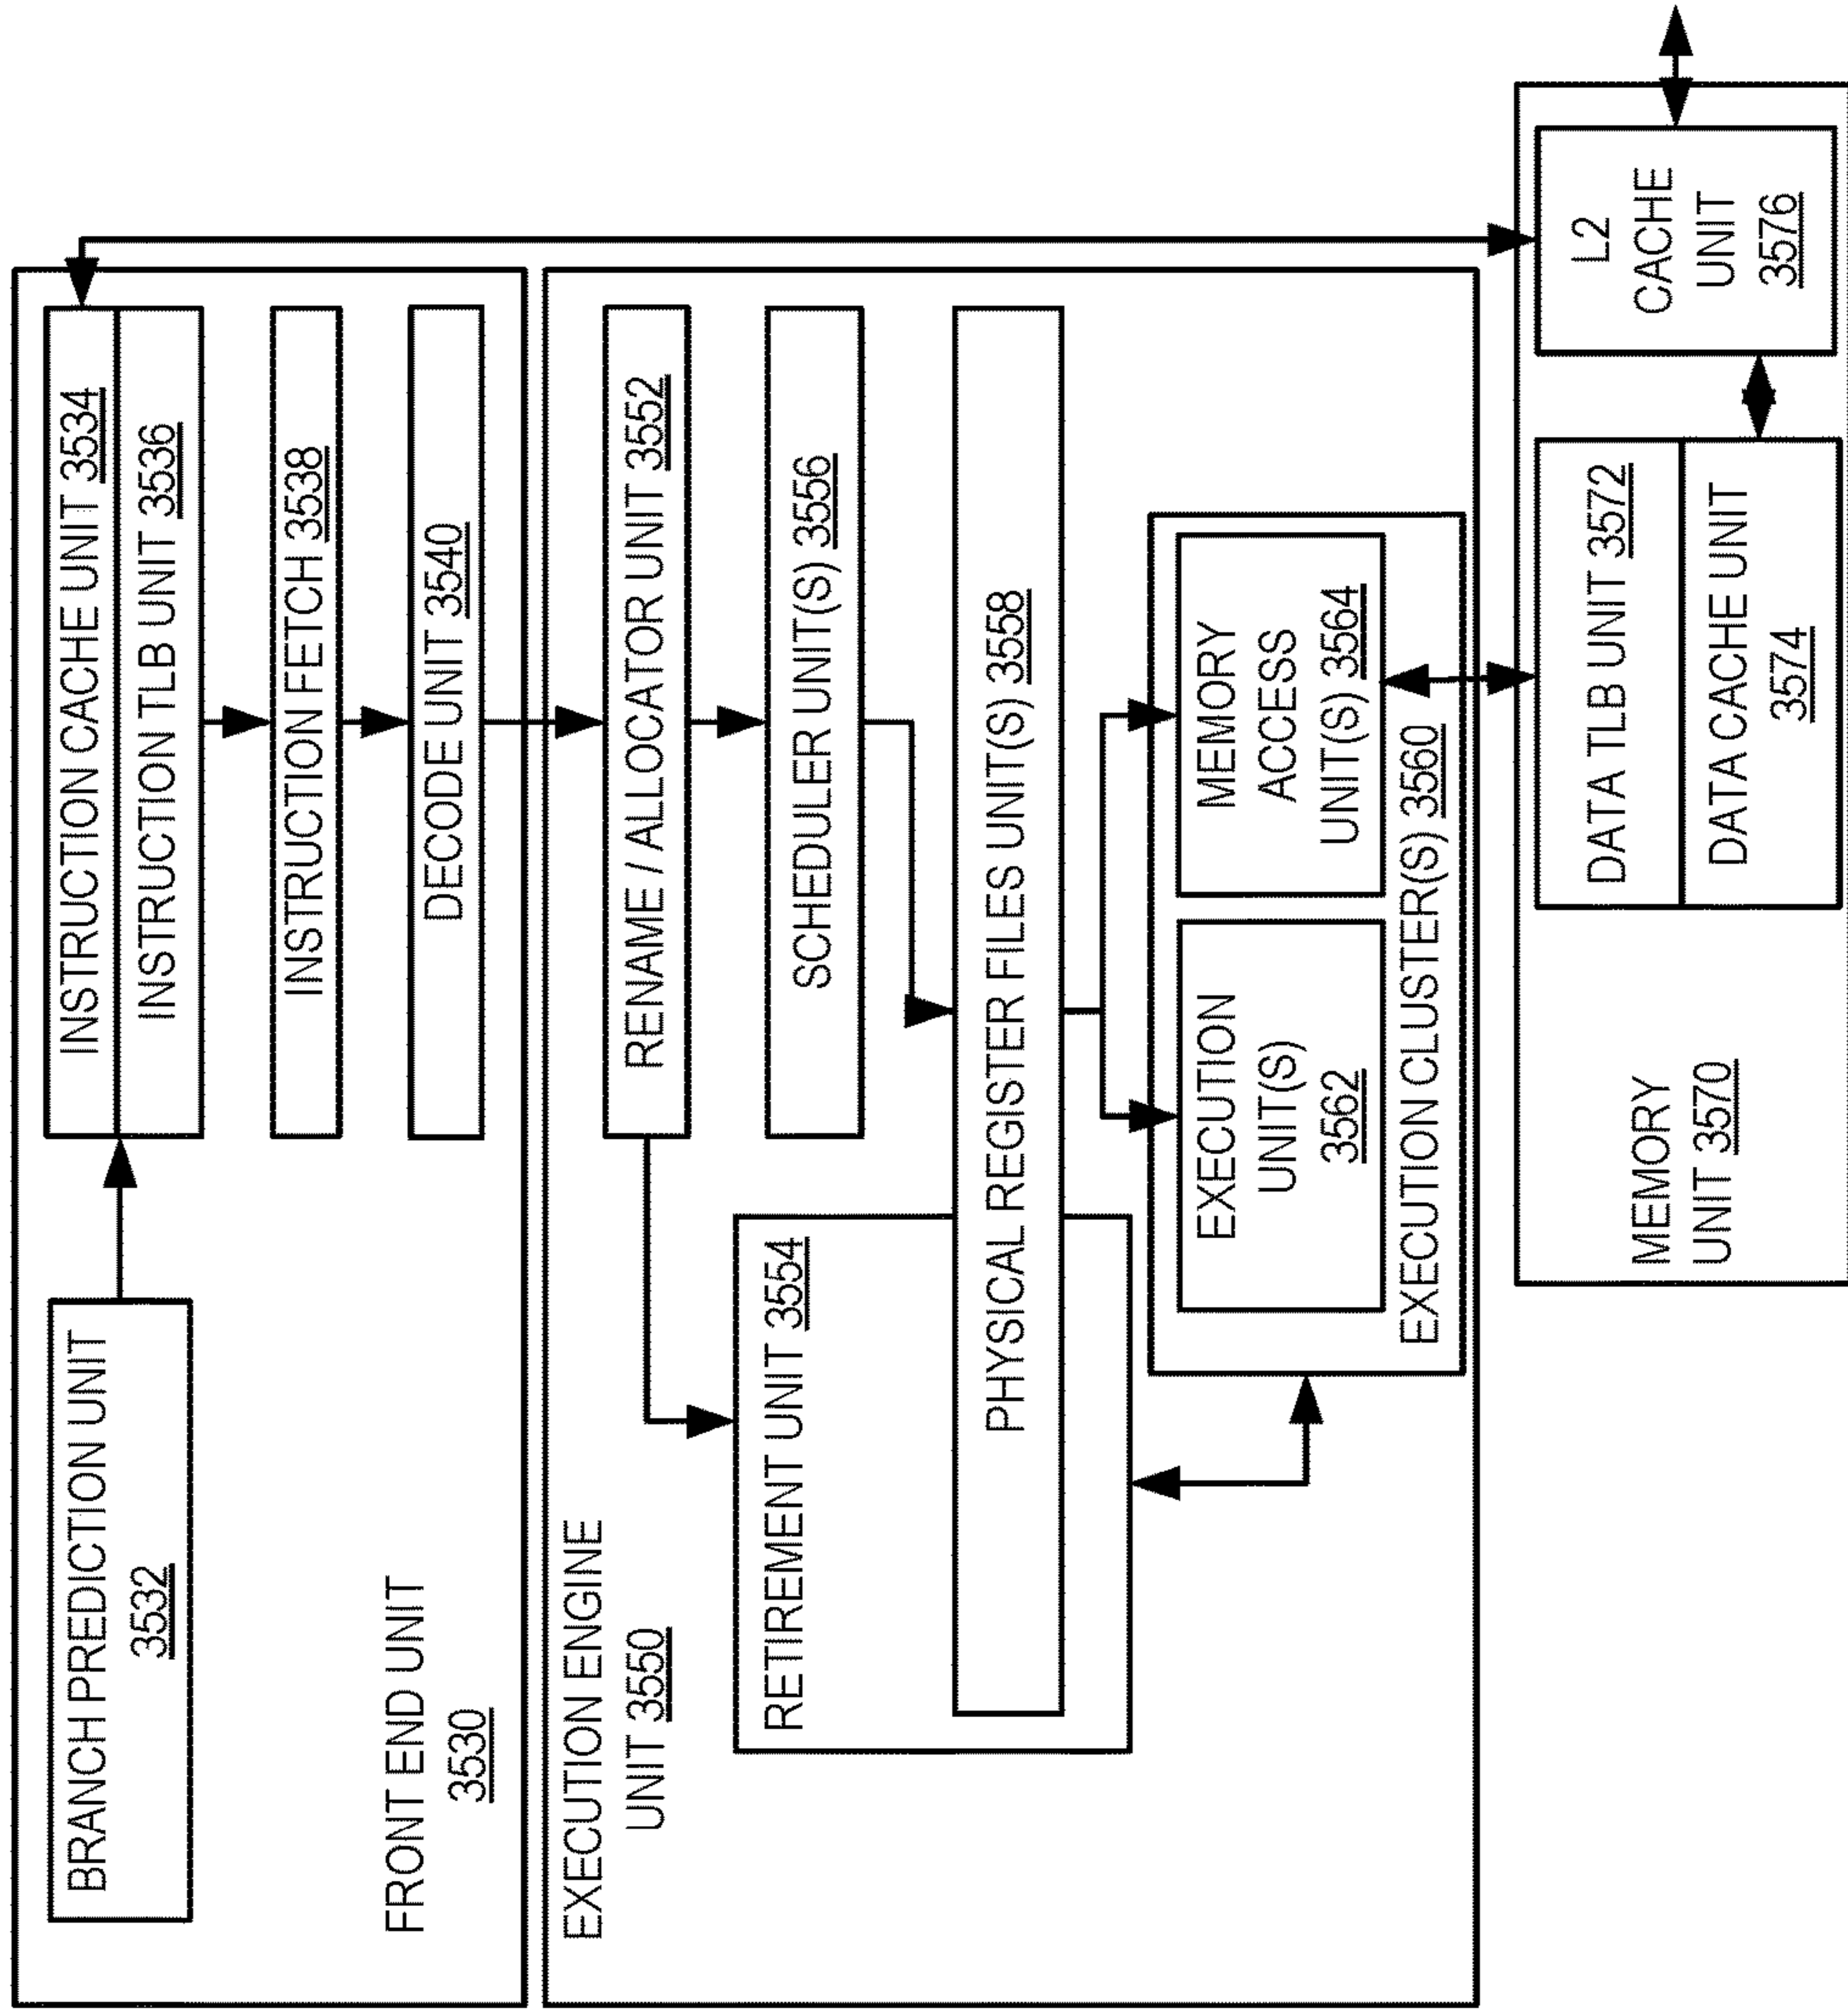 BRANCH PREDICTION UNIT
3532
INSTRUCTION CACHE UNIT 3534
INSTRUCTION TLB UNIT 3536
INSTRUCTION FETCH 3538
FRONT END UNIT
3530
DECODE UNIT 3540
EXECUTION ENGINE
UNIT 3550
RENAME / ALLOCATOR UNIT 3552
RETIREMENT UNIT 3554
SCHEDULER UNIT(S) 3556
PHYSICAL REGISTER FILES UNIT(S) 3558
EXECUTION
UNIT(S)
3562
MEMORY
ACCESS
UNIT(S) 3564
EXECUTION CLUSTER(S) 3560
MEMORY
UNIT 3570
DATA TLB UNIT 3572
DATA CACHE UNIT
3574
L2
CACHE
UNIT
3576